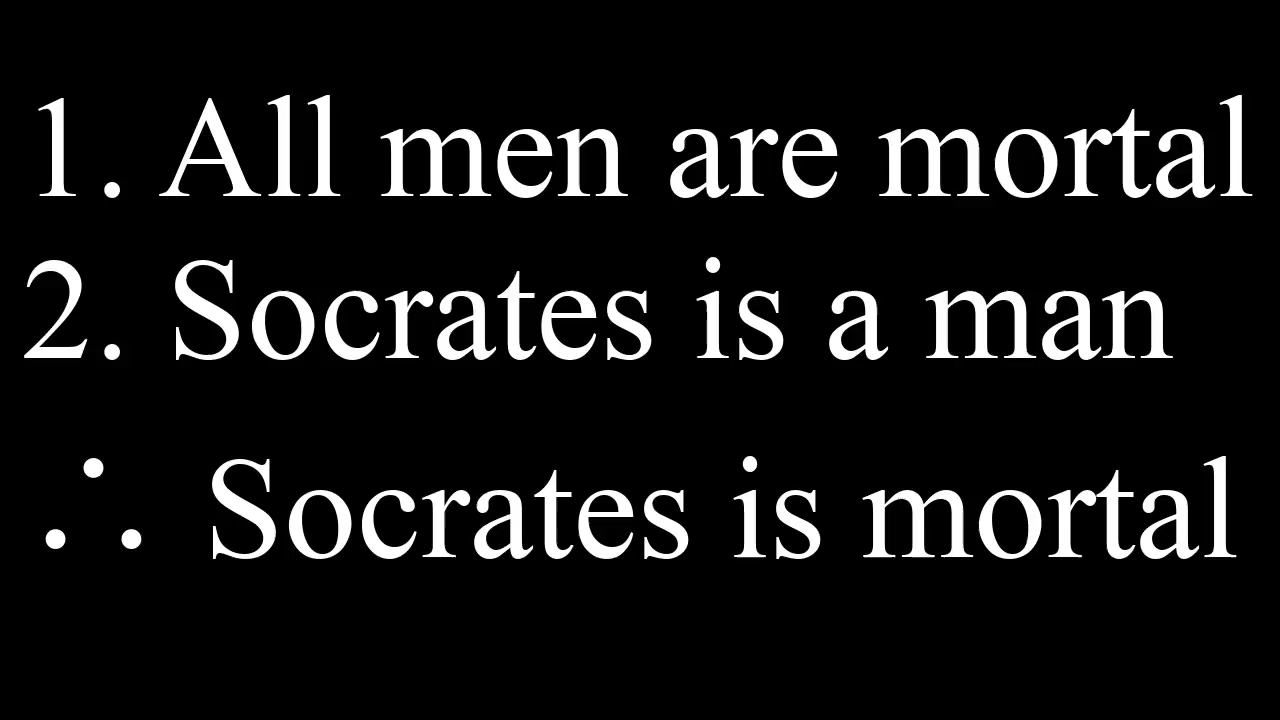 1. All men are mortal
2. Socrates is a man
∴ Socrates is mortal